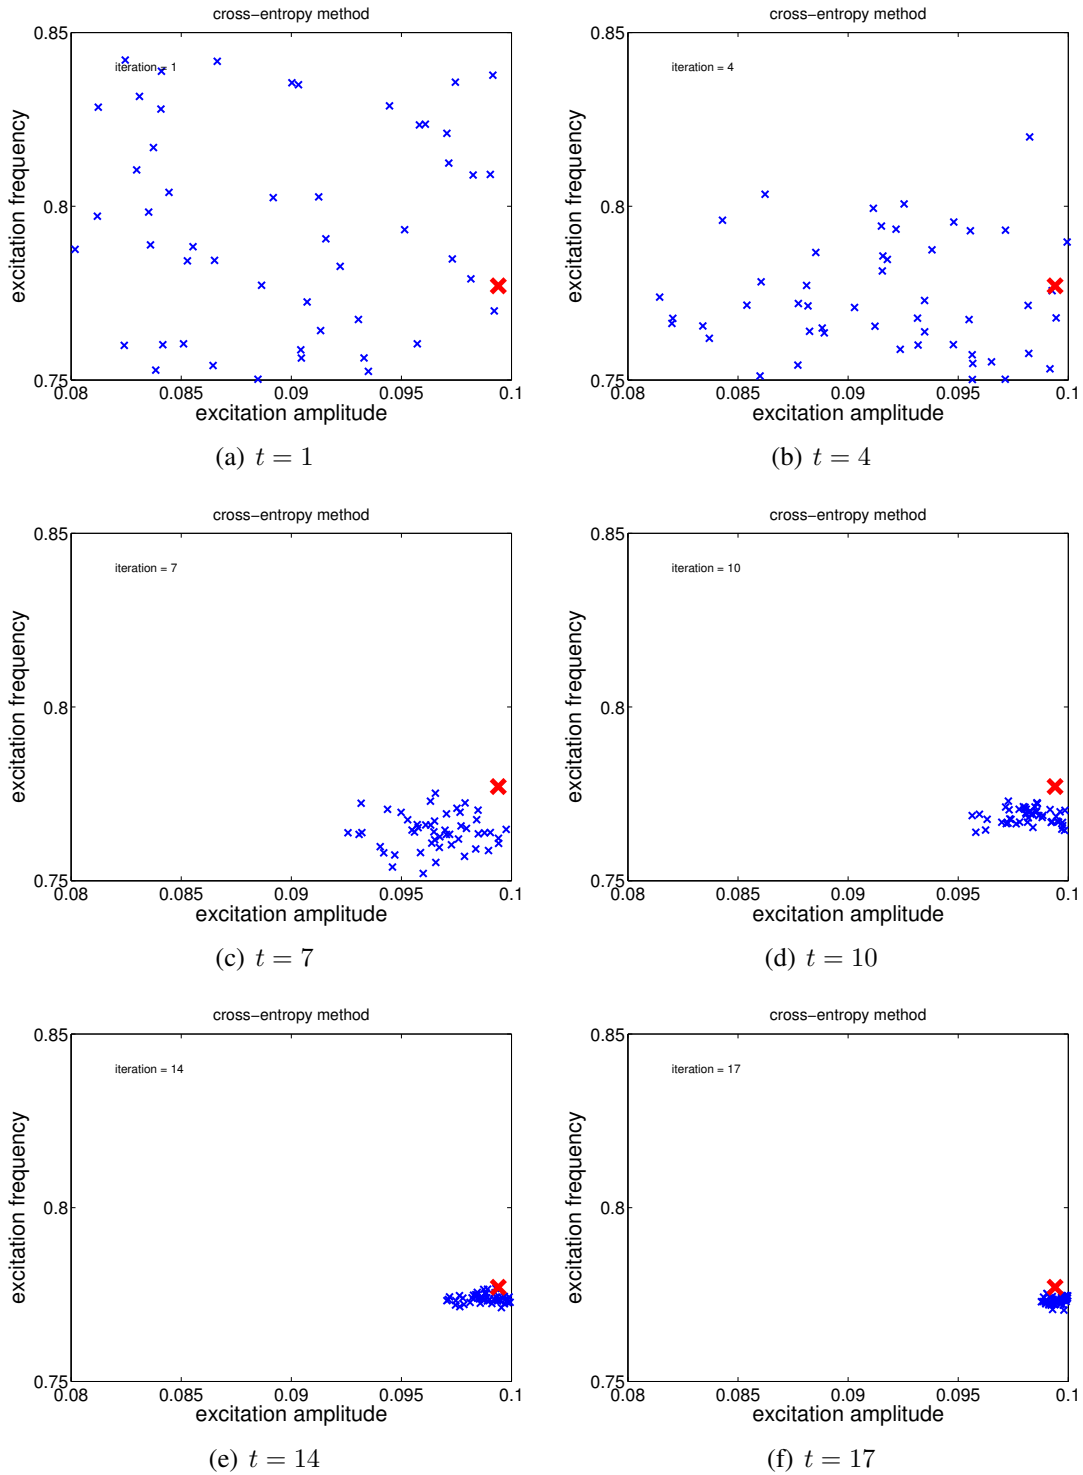 cross−entropy method
0.85
iteration = 1
excitation frequency
0.8
0.75
0.08 0.085 0.09 0.095 0.1
excitation amplitude
(a) t = 1
cross−entropy method
0.85
iteration = 4
excitation frequency
0.8
0.75
0.08 0.085 0.09 0.095 0.1
excitation amplitude
(b) t = 4
cross−entropy method
0.85
iteration = 7
excitation frequency
0.8
0.75
0.08 0.085 0.09 0.095 0.1
excitation amplitude
(c) t = 7
cross−entropy method
0.85
iteration = 10
excitation frequency
0.8
0.75
0.08 0.085 0.09 0.095 0.1
excitation amplitude
(d) t = 10
cross−entropy method
0.85
iteration = 14
excitation frequency
0.8
0.75
0.08 0.085 0.09 0.095 0.1
excitation amplitude
(e) t = 14
cross−entropy method
0.85
iteration = 17
excitation frequency
0.8
0.75
0.08 0.085 0.09 0.095 0.1
excitation amplitude
(f) t = 17